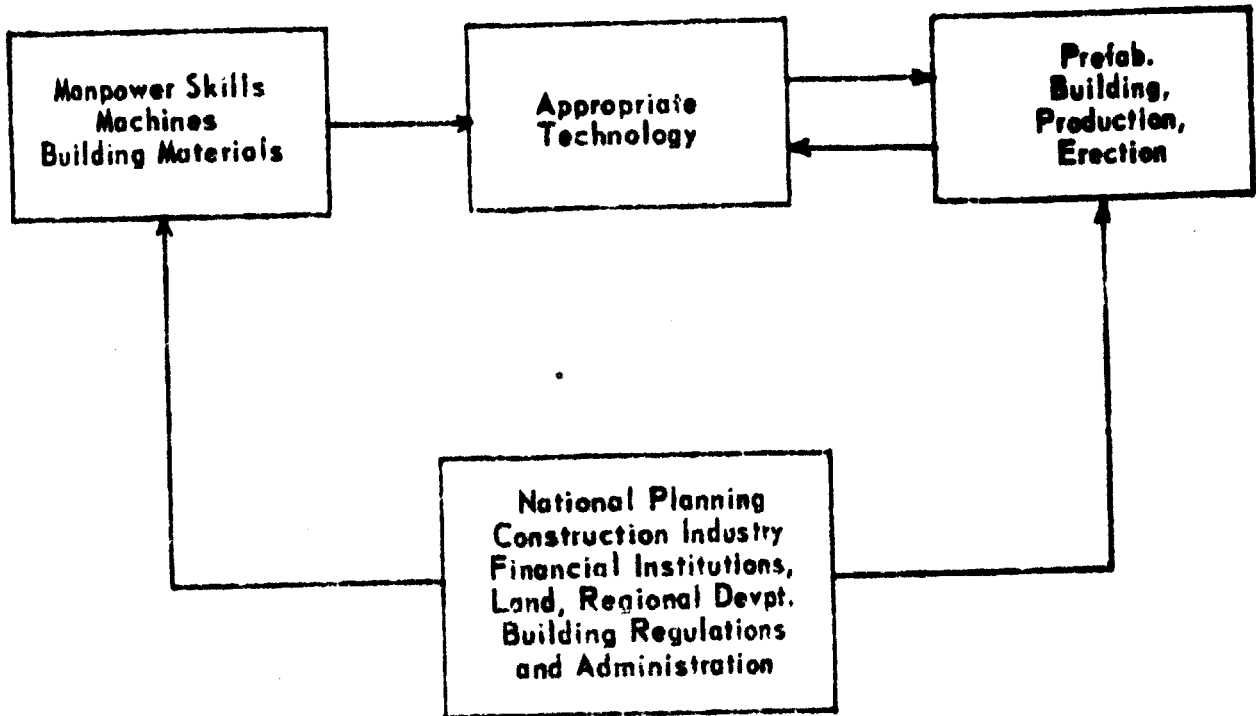 Manpower Skills
Machines
Building Materials
Appropriate
Technology
Prefab.
Building,
Production,
Erection
National Planning
Construction Industry
Financial Institutions,
Land, Regional Devpt.
Building Regulations
and Administration